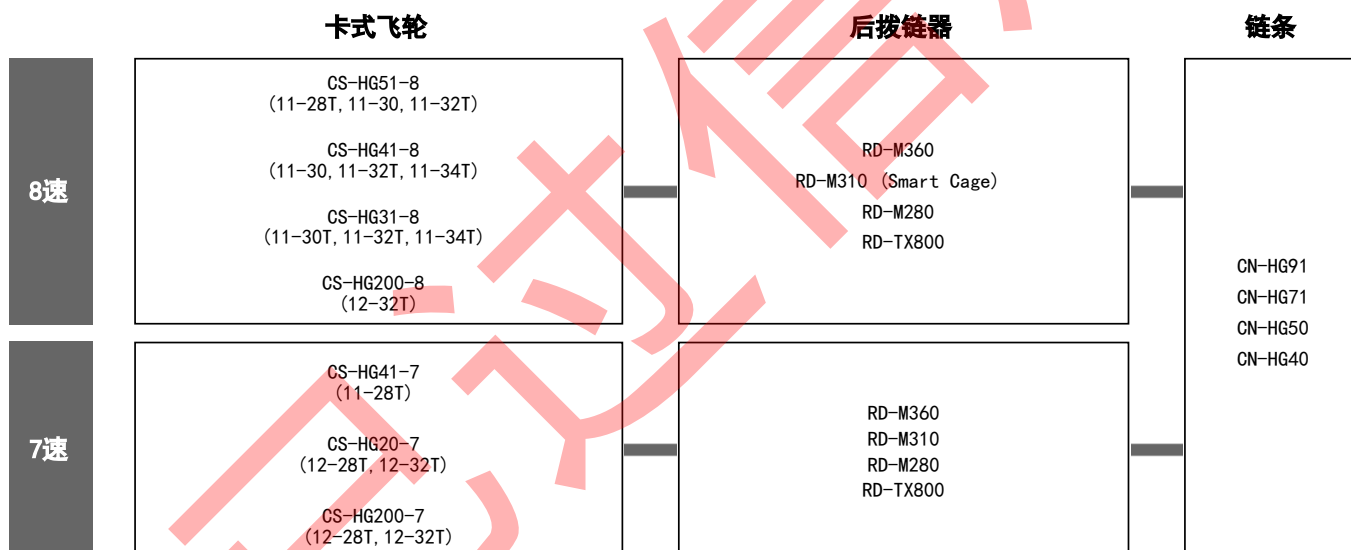 卡式飞轮
后拨链器
链条
8速
CS-HG51-8
(11-28T, 11-30, 11-32T)
CS-HG41-8
(11-30, 11-32T, 11-34T)
CS-HG31-8
(11-30T, 11-32T, 11-34T)
CS-HG200-8
(12-32T)
RD-M360
RD-M310 (Smart Cage)
RD-M280
RD-TX800
CN-HG91
CN-HG71
CN-HG50
CN-HG40
7速
CS-HG41-7
(11-28T)
CS-HG20-7
(12-28T, 12-32T)
CS-HG200-7
(12-28T, 12-32T)
RD-M360
RD-M310
RD-M280
RD-TX800
过